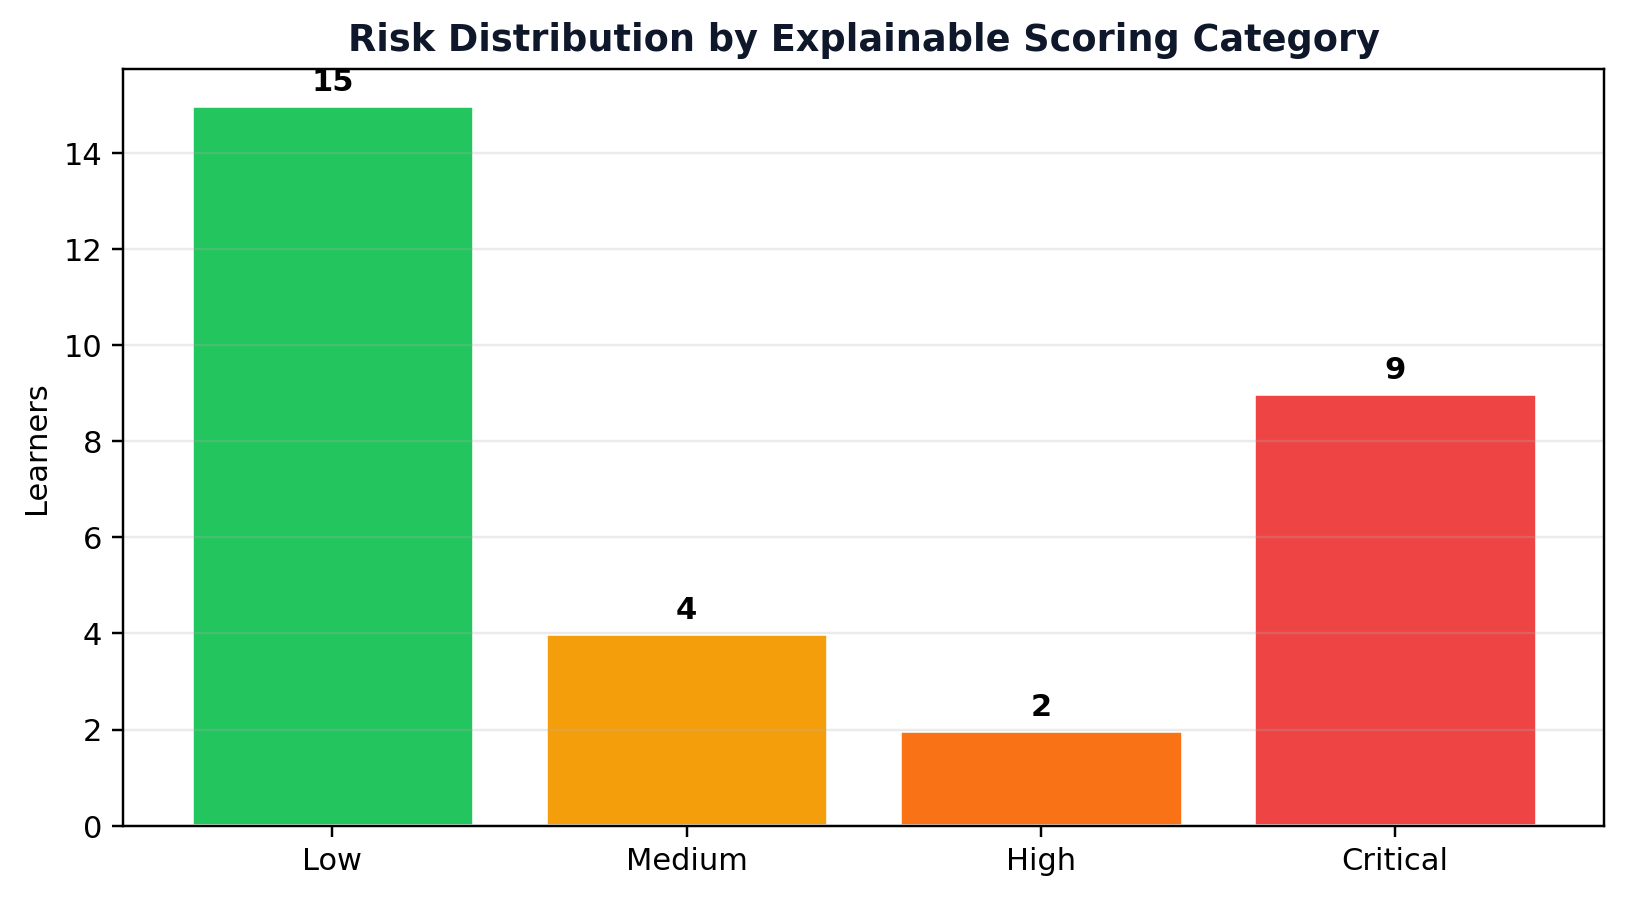 Risk Distribution by Explainable Scoring Category
15
14
12
10
9
8
6
4
4
2
2
0
Learners
Low
Medium
High
Critical